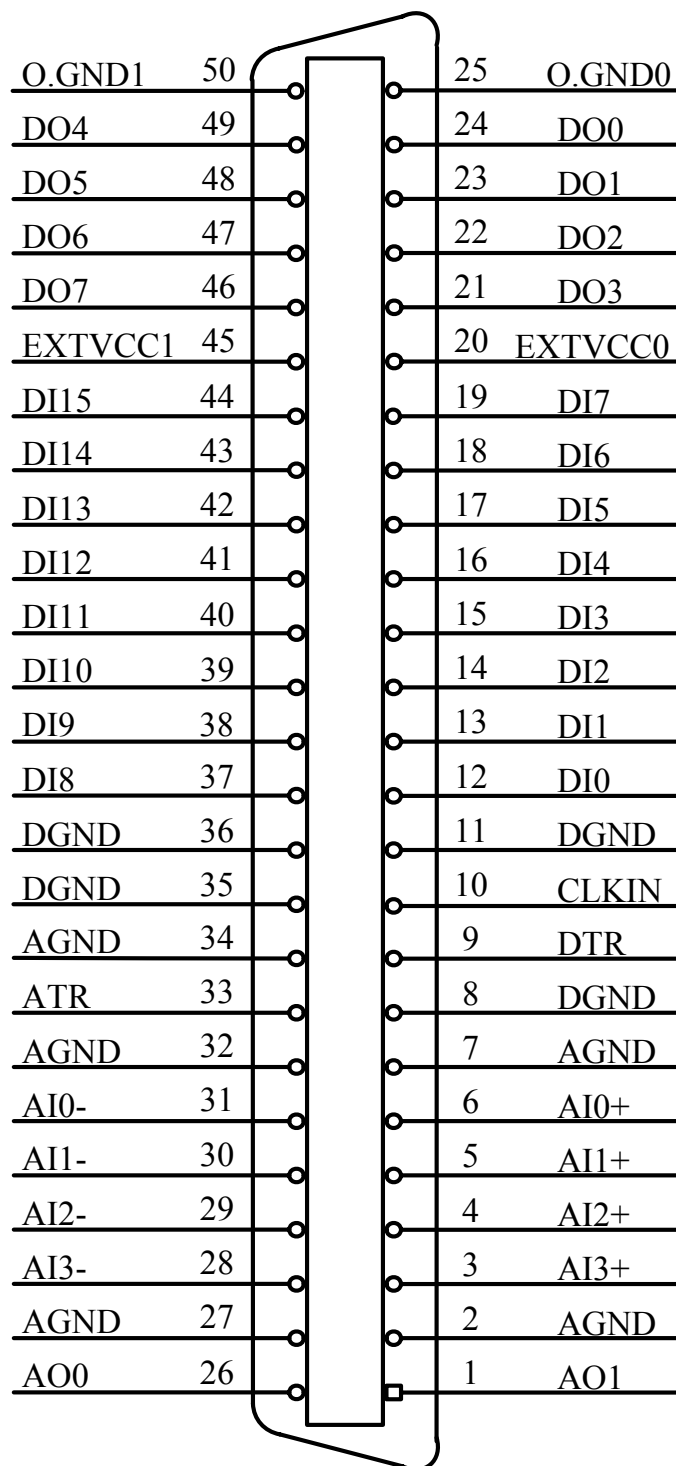 O.GND1 50 25 O.GND0
DO4 49 24 DO0
DO5 48 23 DO1
DO6 47 22 DO2
DO7 46 21 DO3
EXTVCC1 45 20 EXTVCC0
DI15 44 19 DI7
DI14 43 18 DI6
DI13 42 17 DI5
DI12 41 16 DI4
DI11 40 15 DI3
DI10 39 14 DI2
DI9 38 13 DI1
DI8 37 12 DI0
DGND 36 11 DGND
DGND 35 10 CLKIN
AGND 34 9 DTR
ATR 33 8 DGND
AGND 32 7 AGND
AI0- 31 6 AI0+
AI1- 30 5 AI1+
AI2- 29 4 AI2+
AI3- 28 3 AI3+
AGND 27 2 AGND
AO0 26 1 AO1